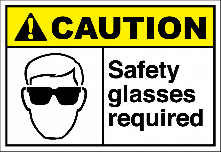 CAUTION
Safety
glasses
required